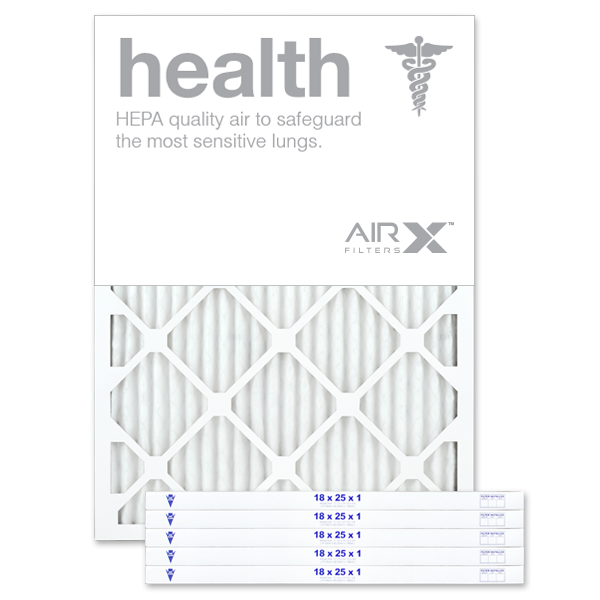 health
HEPA quality air to safeguard
the most sensitive lungs.
AIRX™
FILTERS
18 x 25 x 1
18 x 25 x 1
18 x 25 x 1
18 x 25 x 1
18 x 25 x 1